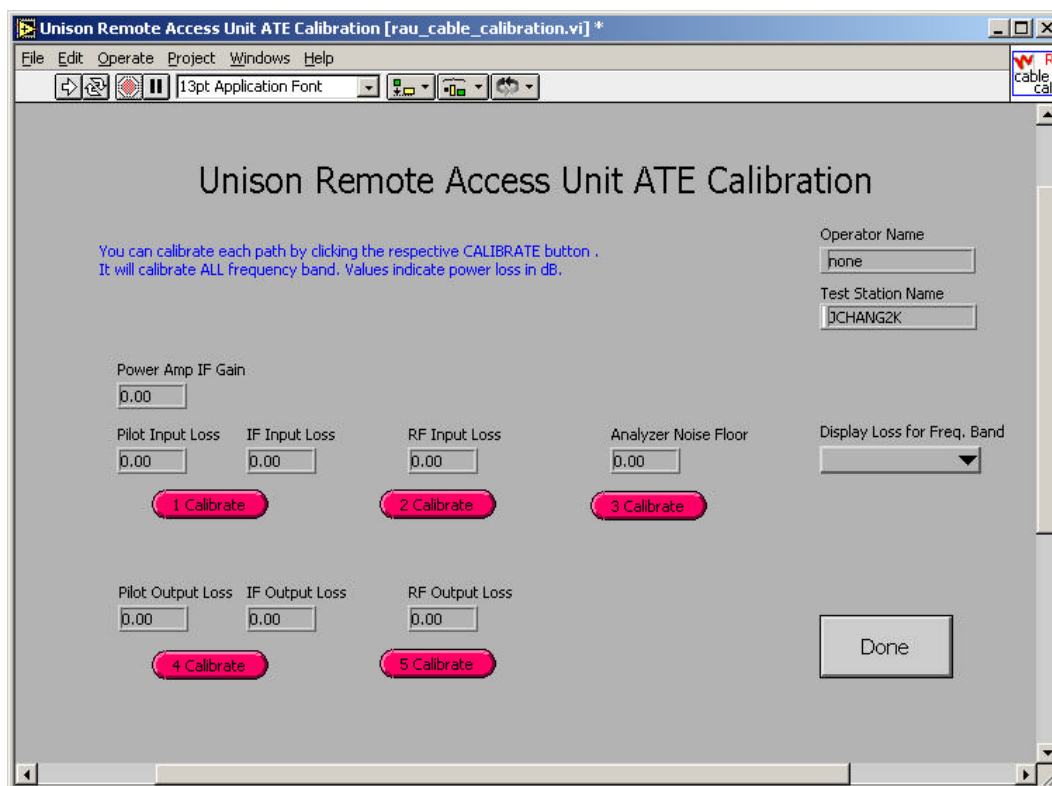 Unison Remote Access Unit ATE Calibration [rau_cable_calibration.vi] *
File Edit Operate Project Windows Help
13pt Application Font
R
cable_
cal
Unison Remote Access Unit ATE Calibration
You can calibrate each path by clicking the respective CALIBRATE button .
It will calibrate ALL frequency band. Values indicate power loss in dB.
Operator Name
none
Test Station Name
JCHANG2K
Power Amp IF Gain
0.00
Pilot Input Loss IF Input Loss RF Input Loss Analyzer Noise Floor Display Loss for Freq. Band
0.00 0.00 0.00 0.00
1 Calibrate 2 Calibrate 3 Calibrate
Pilot Output Loss IF Output Loss RF Output Loss
0.00 0.00 0.00
Done
4 Calibrate 5 Calibrate